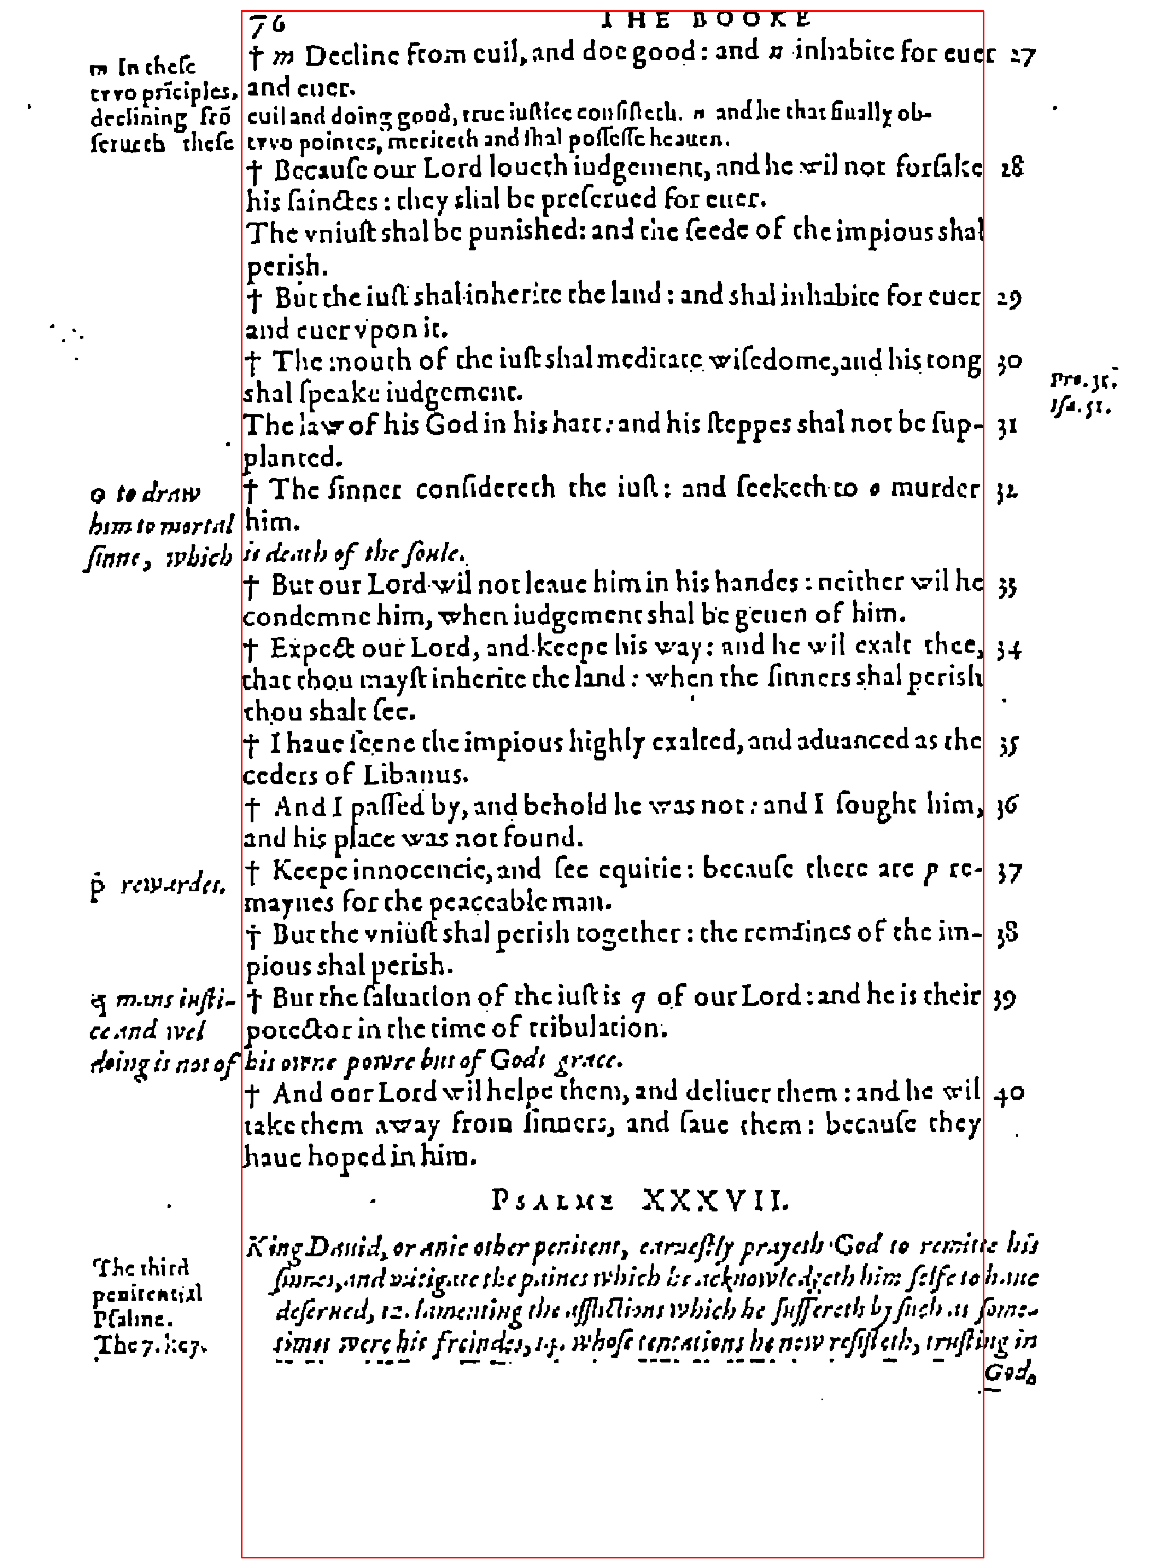 76 THE BOOKE
† m Decline from euil, and doe good: and n inhabite for euer 27
and euer.
m In these
tvvo prīciples, declining frō euil and doing good, true iustice consisteth. n and he that finally ob-
serueth these tvvo pointes, meriteth and shal possesse heauen.
† Because our Lord loueth iudgement, and he wil not forsake 28
his sainctes: they shal be preserued for euer.
The vniust shal be punished: and the seede of the impious shal
perish.
† But the iust shal inherite the land: and shal inhabite for euer 29
and euer vpon it.
† The mouth of the iust shal meditate wisedome, and his tong 30
shal speake iudgement.
Pro. 31.
Isa. 51.
The law of his God in his hart: and his steppes shal not be sup- 31
planted.
† The sinner considereth the iust: and seeketh to o murder 32
him.
o to draw
him to mortal
sinne, which is death of the soule.
† But our Lord wil not leaue him in his handes: neither wil he 33
condemne him, when iudgement shal be geuen of him.
† Expect our Lord, and keepe his way: and he wil exalt thee, 34
that thou mayst inherite the land: when the sinners shal perish
thou shalt see.
† I haue seene the impious highly exalted, and aduanced as the 35
ceders of Libanus.
† And I passed by, and behold he was not: and I sought him, 36
and his place was not found.
† Keepe innocencie, and see equitie: because there are p re- 37
maynes for the peaceable man.
p rewardes.
† But the vniust shal perish together: the remaines of the im- 38
pious shal perish.
† But the saluation of the iust is q of our Lord: and he is their 39
potector in the time of tribulation.
q mans iusti-
ce and wel
doing is not of his owne powre but of Gods grace.
† And our Lord wil helpe them, and deliuer them: and he wil 40
take them away from sinners, and saue them: because they
haue hoped in him.
PSALME XXXVII.
King Dauid, or anie other penitent, earnestly prayeth God to remitte his
sinnes, and mitigate the paines which he acknowledgeth him selfe to haue
deserued, 12. lamenting the afflictions which he suffereth by such as some-
times were his freindes, 14. whose tentations he now resisteth, trusting in
God.
The third
penitential
Psalme.
The 7. key.